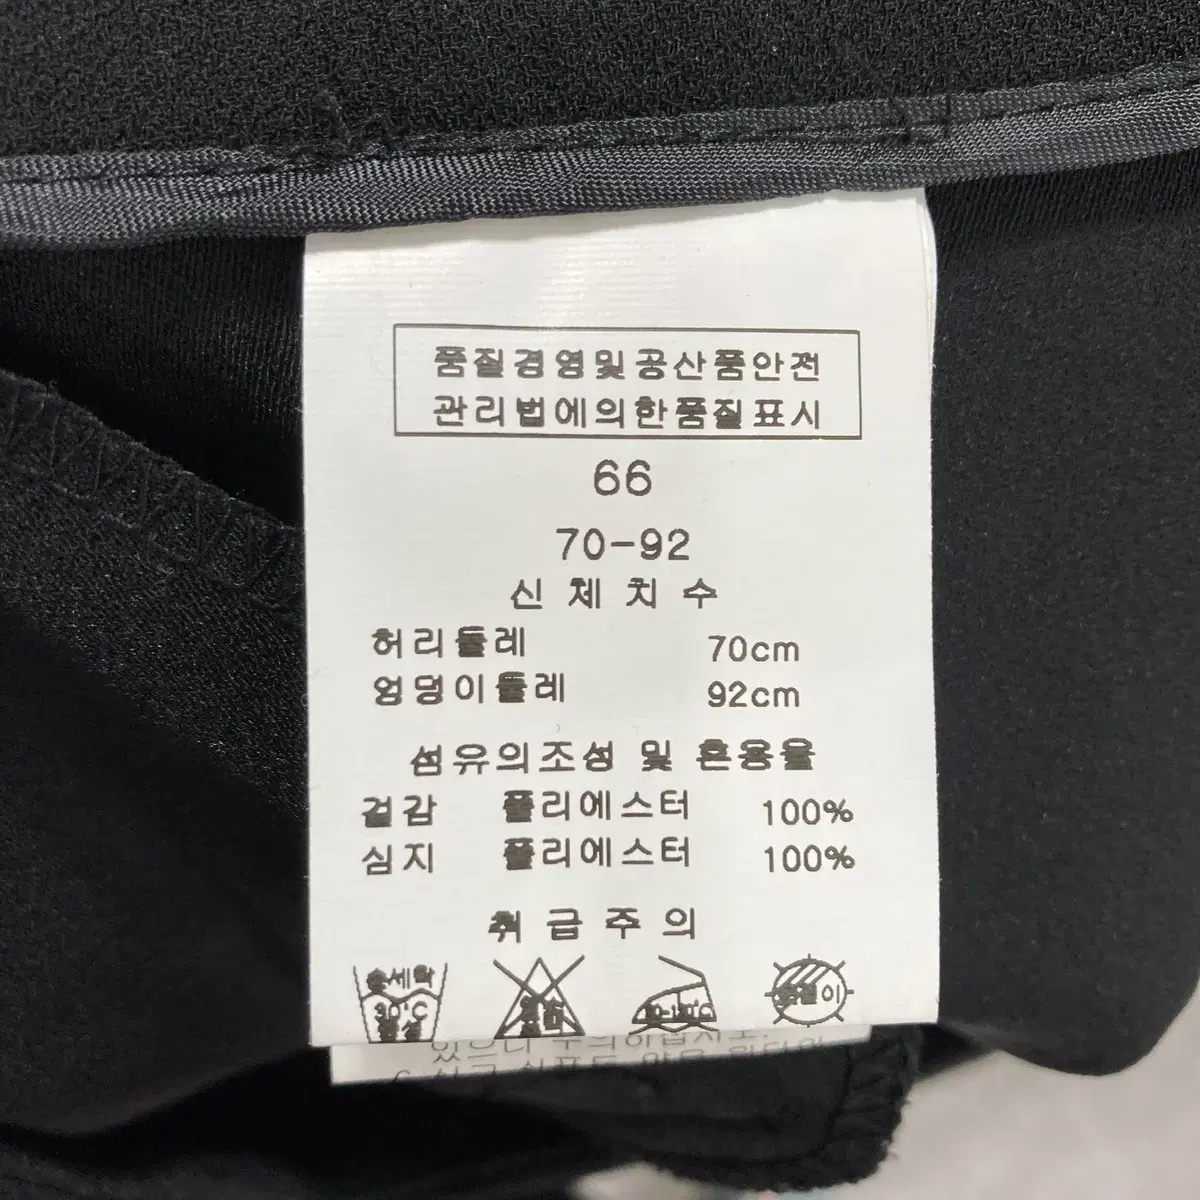 품질경영및공산품안전
관리법에의한품질표시
66
70-92
신체치수
허리둘레 70cm
엉덩이둘레 92cm
섬유의조성 및 혼용율
겉감 폴리에스터 100%
심지 폴리에스터 100%
취급주의
손세탁
30°C
중성